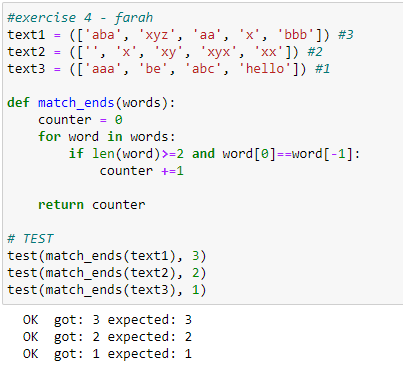 #exercise 4 - farah
text1 = (['aba', 'xyz', 'aa', 'x', 'bbb']) #3
text2 = (['', 'x', 'xy', 'xyx', 'xx']) #2
text3 = (['aaa', 'be', 'abc', 'hello']) #1

def match_ends(words):
    counter = 0
    for word in words:
        if len(word)>=2 and word[0]==word[-1]:
            counter +=1

    return counter

# TEST
test(match_ends(text1), 3)
test(match_ends(text2), 2)
test(match_ends(text3), 1)
OK  got: 3 expected: 3
OK  got: 2 expected: 2
OK  got: 1 expected: 1